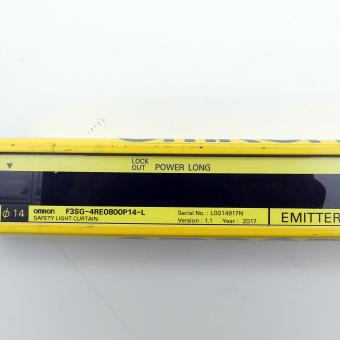 OMRON
LOCK OUT POWER LONG
ϕ 14
OMRON F3SG-4RE0800P14-L
SAFETY LIGHT CURTAIN
Serial No. : L0014917N
Version : 1.1 Year : 2017
EMITTER